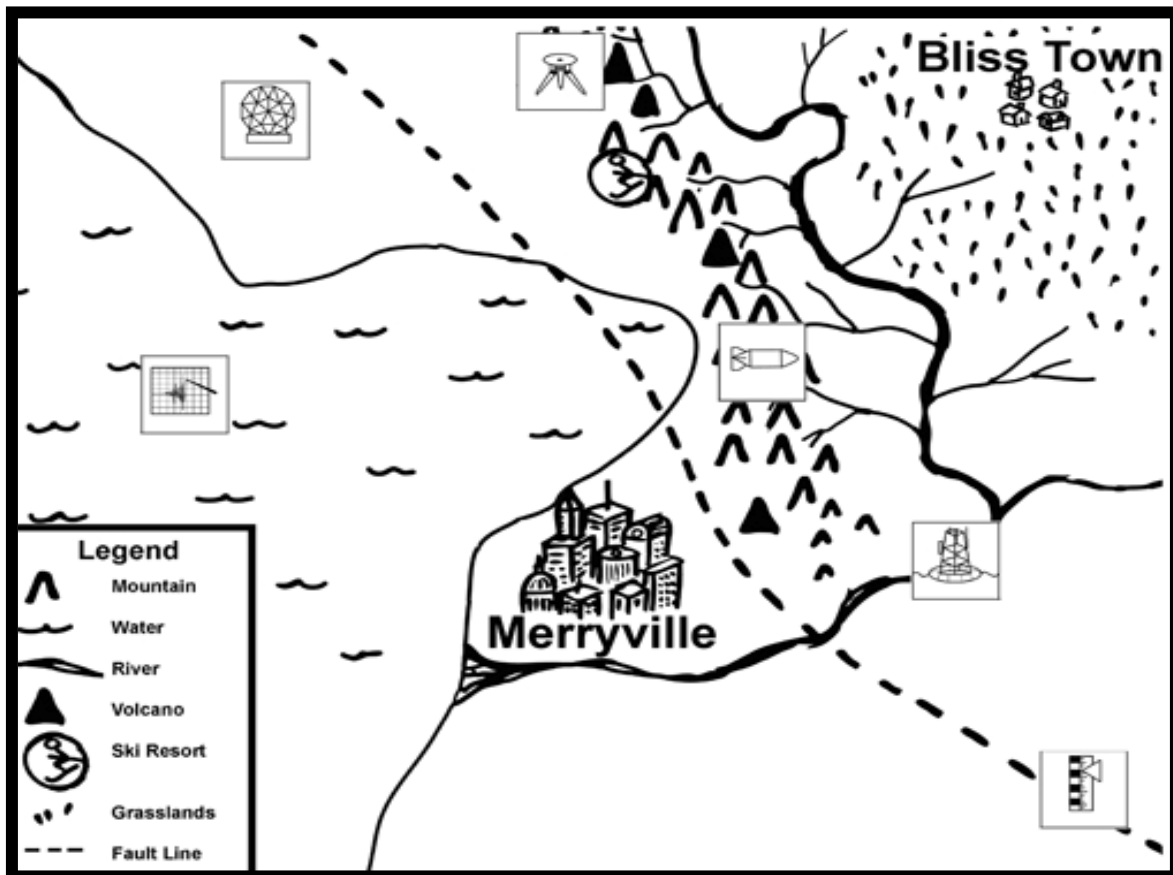 Bliss Town
Merryville
Legend
Mountain
Water
River
Volcano
Ski Resort
Grasslands
Fault Line